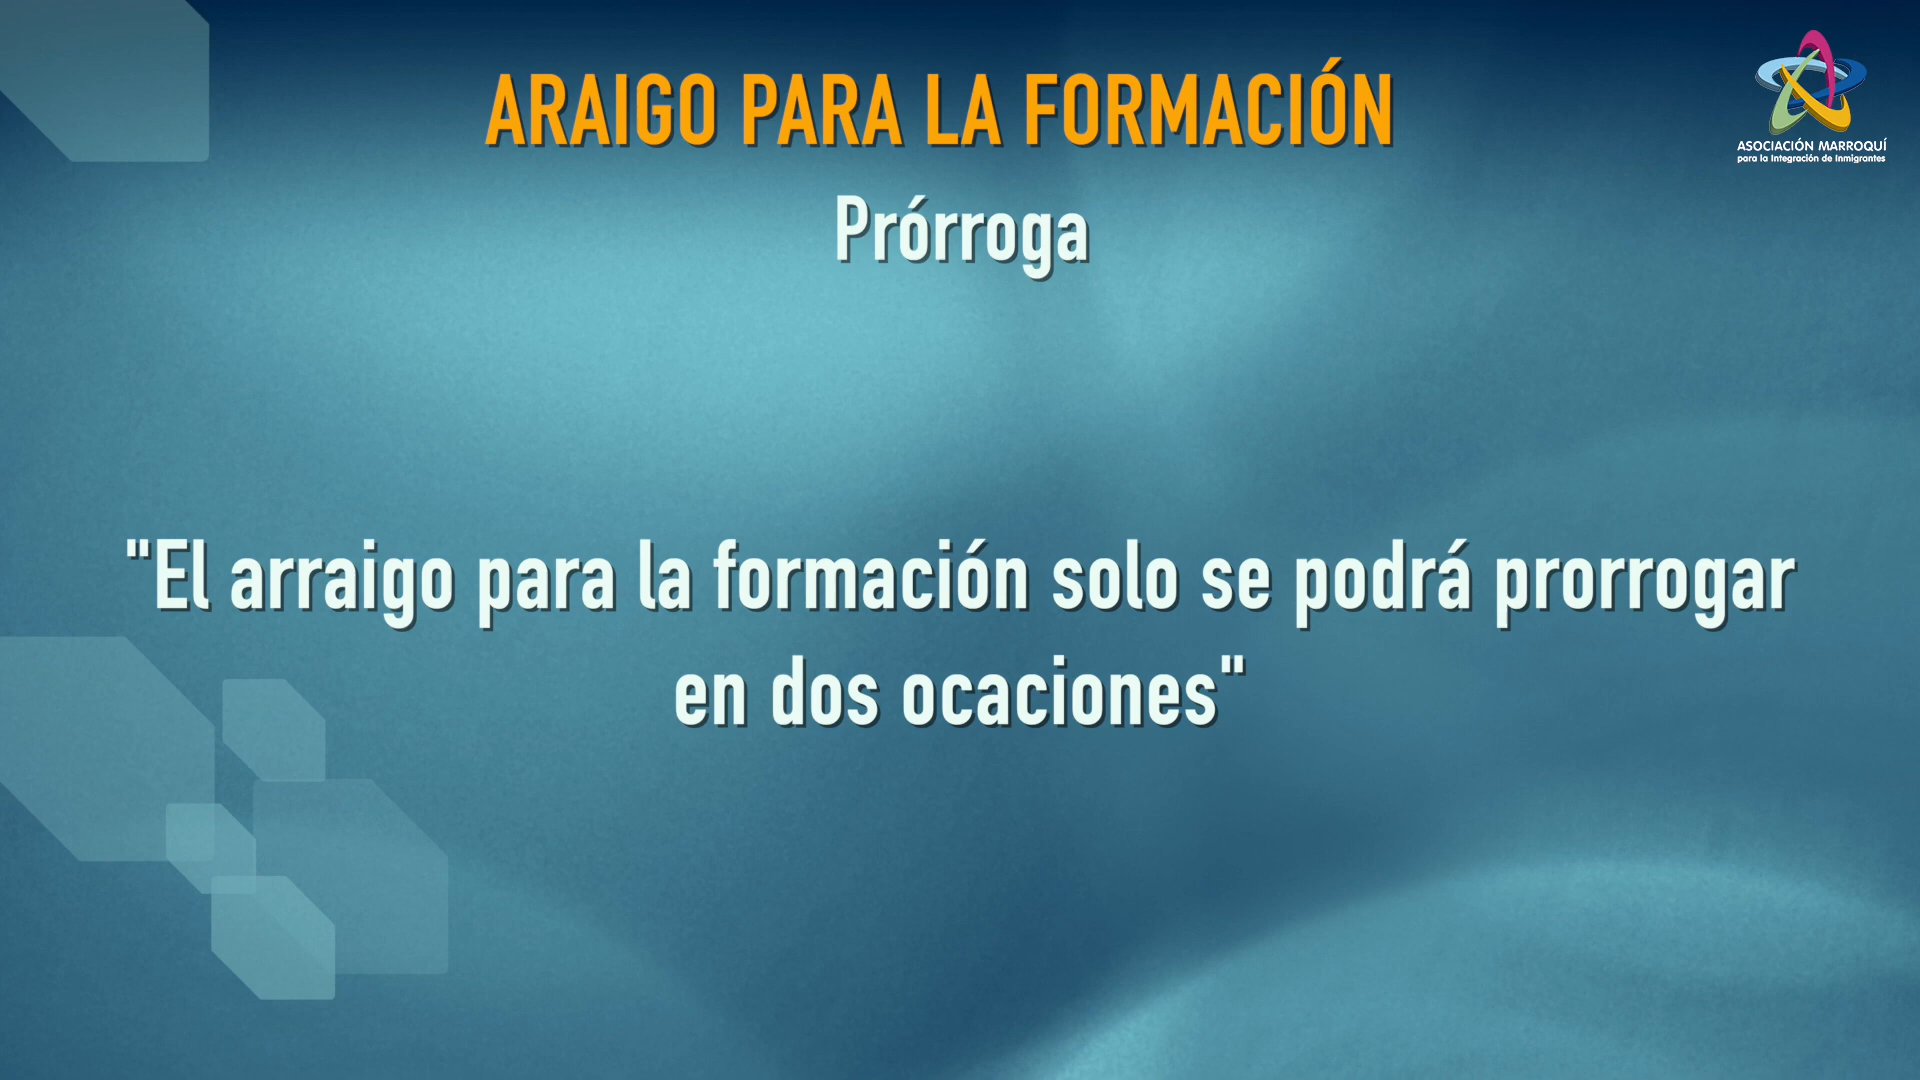 ARAIGO PARA LA FORMACIÓN
ASOCIACIÓN MARROQUÍ
para la Integración de Inmigrantes
Prórroga
"El arraigo para la formación solo se podrá prorrogar
en dos ocaciones"